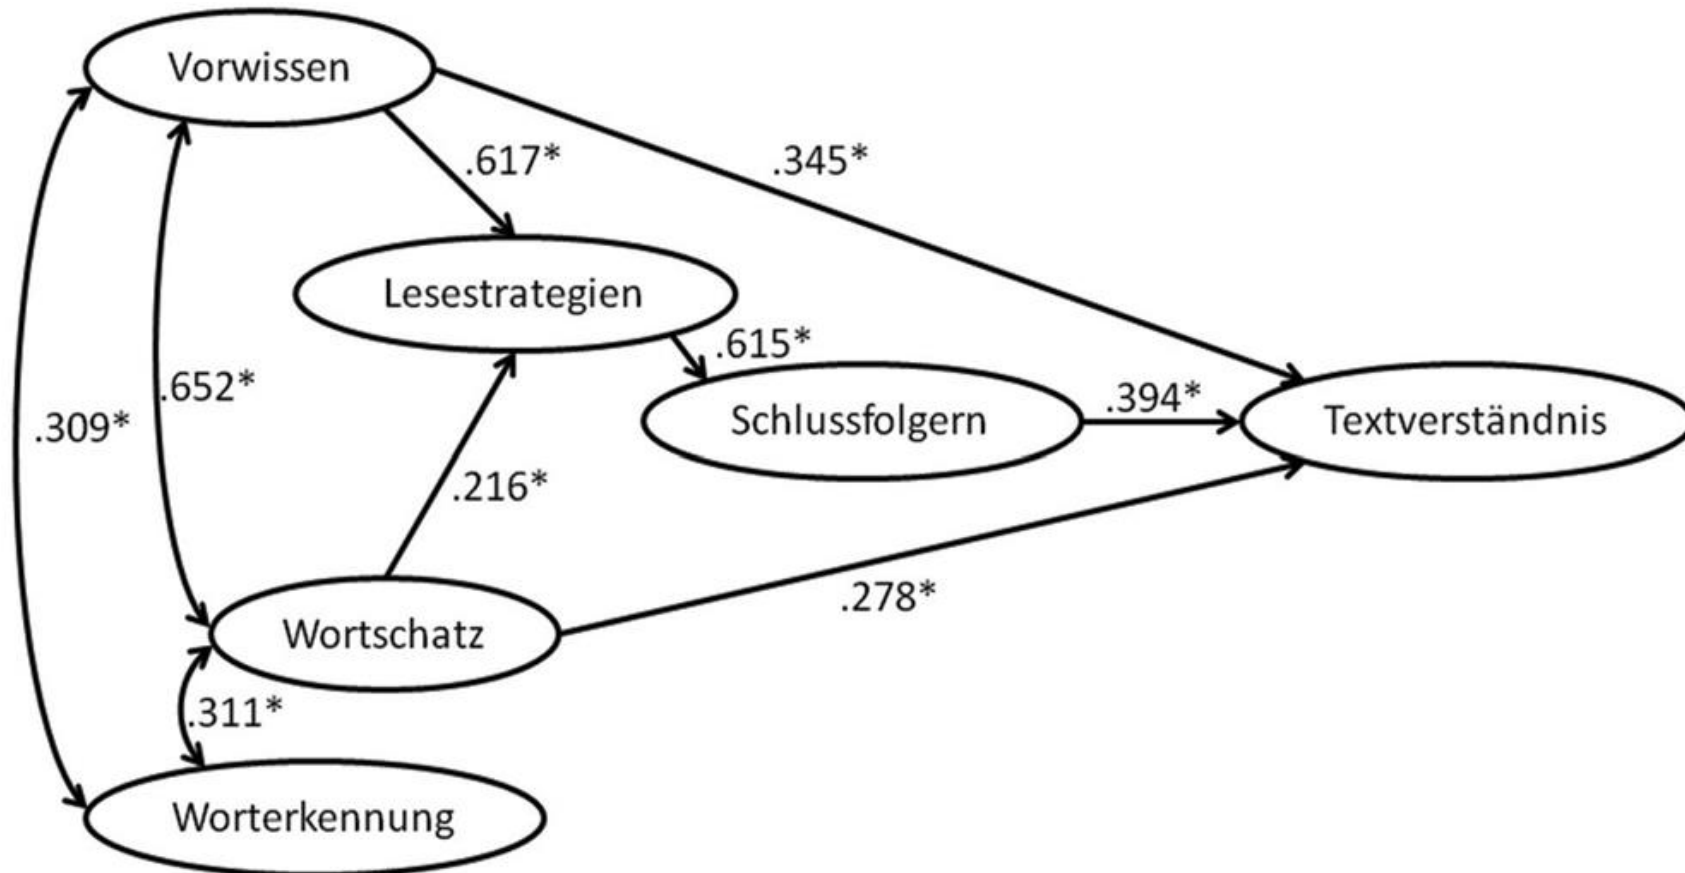 Vorwissen
.617*
.345*
Lesestrategien
.615*
.652*
.309*
Schlussfolgern
.394*
Textverständnis
.216*
.278*
Wortschatz
.311*
Worterkennung